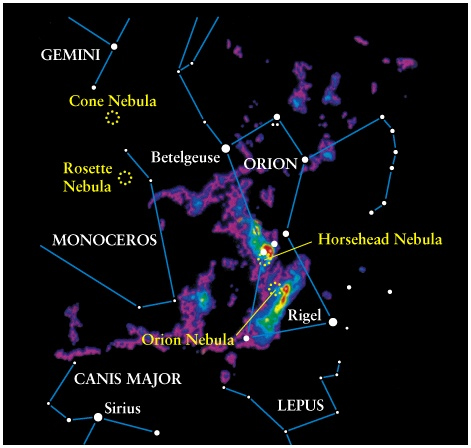 GEMINI
Cone Nebula
Betelgeuse
ORION
Rosette
Nebula
MONOCEROS
Horsehead Nebula
Rigel
Orion Nebula
CANIS MAJOR
Sirius
LEPUS